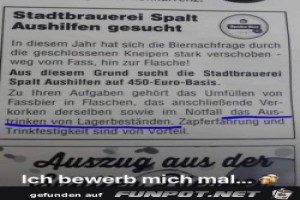 Stadtbrauerei Spalt
Aushilfen gesucht
In diesem Jahr hat sich die Biernachfrage durch
die geschlossenen Kneipen stark verschoben -
weg vom Fass, hin zur Flasche!
Aus diesem Grund sucht die Stadtbrauerei
Spalt Aushilfen auf 450-Euro-Basis.
Zu Ihren Aufgaben gehört das Umfüllen von
Fassbier in Flaschen, das anschließende Ver-
korken derselben sowie im Notfall das Aus-
trinken von Lagerbeständen. Zapferfahrung und
Trinkfestigkeit sind von Vorteil.
Auszug aus der
Ich bewerb mich mal...
gefunden auf FUNPOT.NET